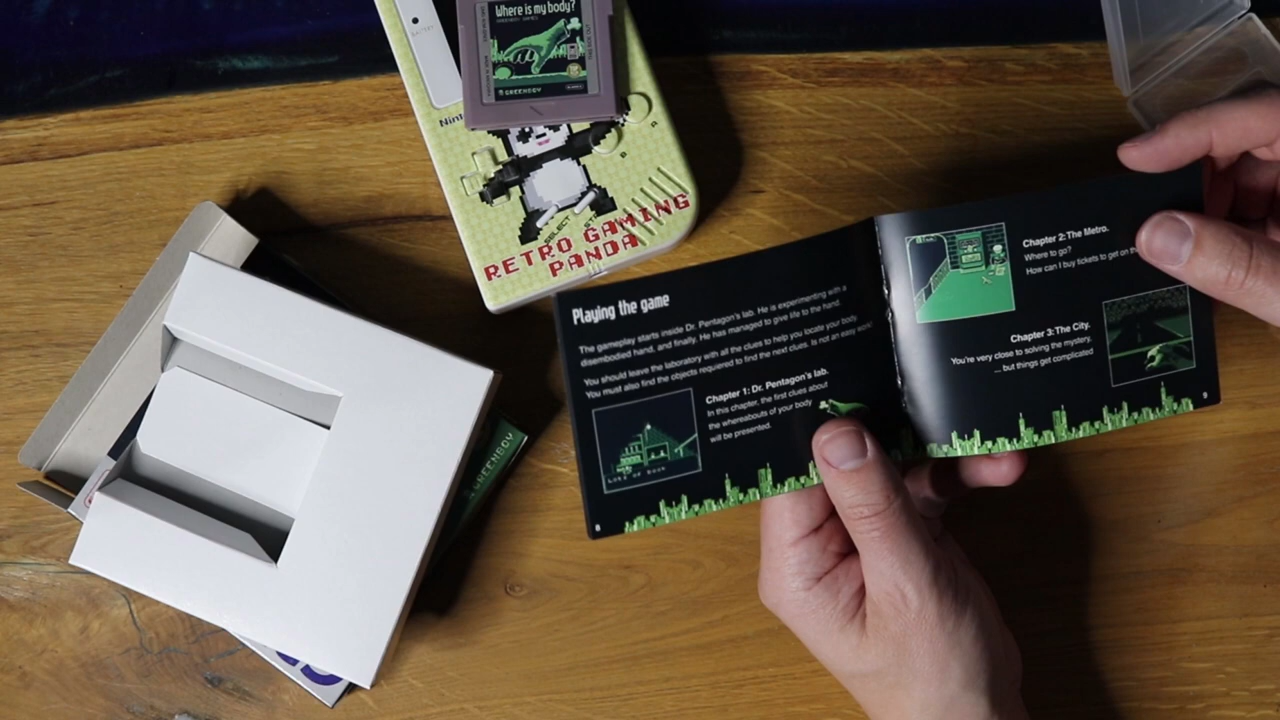 Where is my body?
GREENBOY GAMES
GREENBOY
BATTERY
Nint
A
B
SELECT
RETRO GAMING
PANDA
GREENBOY
Playing the game
The gameplay starts inside Dr. Pentagon's lab. He is experimenting with a
disembodied hand, and finally. He has managed to give life to the hand.
You should leave the laboratory with all the clues to help you locate your body.
You must also find the objects requiered to find the next clues. Is not an easy work!
Chapter 1: Dr. Pentagon's lab.
In this chapter, the first clues about
the whereabouts of your body
will be presented.
8
Chapter 2: The Metro.
Where to go?
How can I buy tickets to get on th
Chapter 3: The City.
You're very close to solving the mystery,
... but things get complicated
9